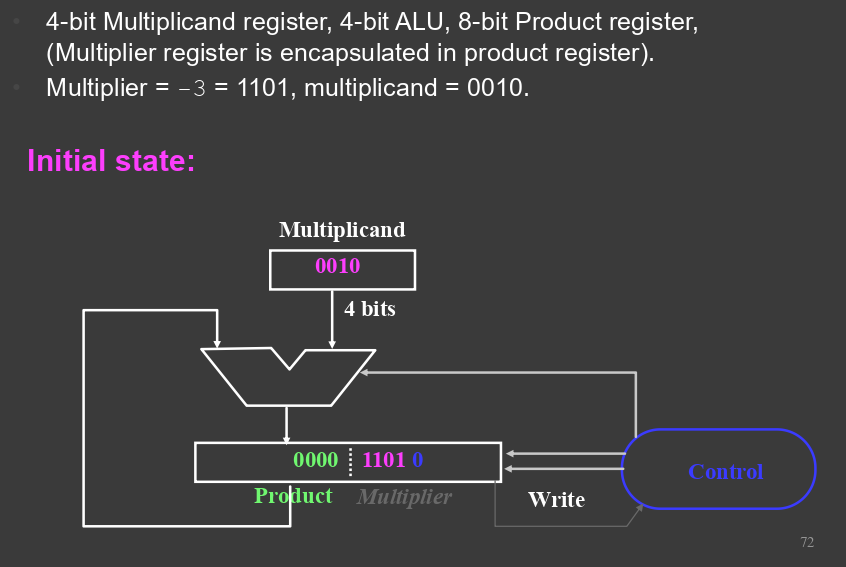 4-bit Multiplicand register, 4-bit ALU, 8-bit Product register,
(Multiplier register is encapsulated in product register).
Multiplier = −3 = 1101, multiplicand = 0010.
Initial state:
Multiplicand
0010
4 bits
0000 1101 0
Control
Product Multiplier
Write
72